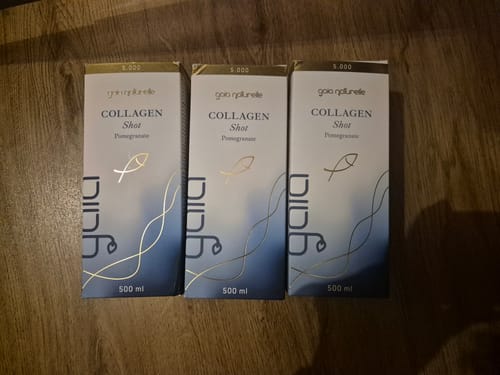 5.000
gaia naturelle
COLLAGEN
Shot
Pomegranate
gaia
500 ml
5.000
gaia naturelle
COLLAGEN
Shot
Pomegranate
gaia
500 ml
5.000
gaia naturelle
COLLAGEN
Shot
Pomegranate
gaia
500 ml